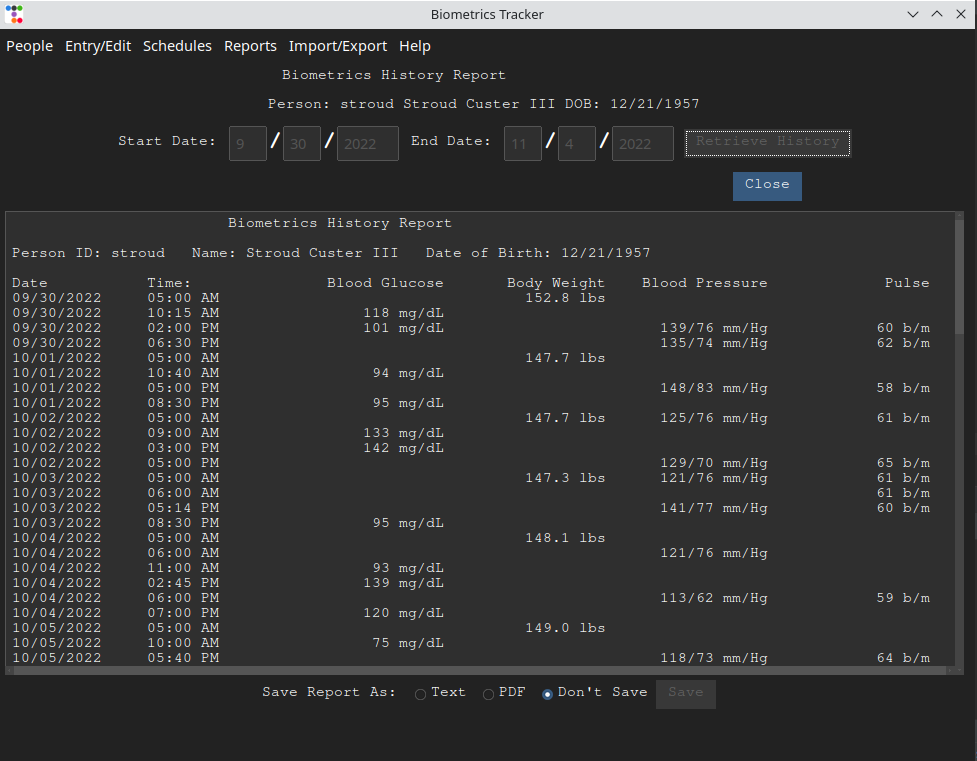 Biometrics Tracker
People Entry/Edit Schedules Reports Import/Export Help
Biometrics History Report
Person: stroud Stroud Custer III DOB: 12/21/1957
Start Date: 9 / 30 / 2022 End Date: 11 / 4 / 2022 Retrieve History
Close
Biometrics History Report
Person ID: stroud Name: Stroud Custer III Date of Birth: 12/21/1957
Date Time: Blood Glucose Body Weight Blood Pressure Pulse
09/30/2022 05:00 AM 152.8 lbs
09/30/2022 10:15 AM 118 mg/dL
09/30/2022 02:00 PM 101 mg/dL 139/76 mm/Hg 60 b/m
09/30/2022 06:30 PM 135/74 mm/Hg 62 b/m
10/01/2022 05:00 AM 147.7 lbs
10/01/2022 10:40 AM 94 mg/dL
10/01/2022 05:00 PM 148/83 mm/Hg 58 b/m
10/01/2022 08:30 PM 95 mg/dL
10/02/2022 05:00 AM 147.7 lbs 125/76 mm/Hg 61 b/m
10/02/2022 09:00 AM 133 mg/dL
10/02/2022 03:00 PM 142 mg/dL
10/02/2022 05:00 PM 129/70 mm/Hg 65 b/m
10/03/2022 05:00 AM 147.3 lbs 121/76 mm/Hg 61 b/m
10/03/2022 06:00 AM 61 b/m
10/03/2022 05:14 PM 141/77 mm/Hg 60 b/m
10/03/2022 08:30 PM 95 mg/dL
10/04/2022 05:00 AM 148.1 lbs
10/04/2022 06:00 AM 121/76 mm/Hg
10/04/2022 11:00 AM 93 mg/dL
10/04/2022 02:45 PM 139 mg/dL
10/04/2022 06:00 PM 113/62 mm/Hg 59 b/m
10/04/2022 07:00 PM 120 mg/dL
10/05/2022 05:00 AM 149.0 lbs
10/05/2022 10:00 AM 75 mg/dL
10/05/2022 05:40 PM 118/73 mm/Hg 64 b/m
Save Report As: Text PDF Don't Save Save